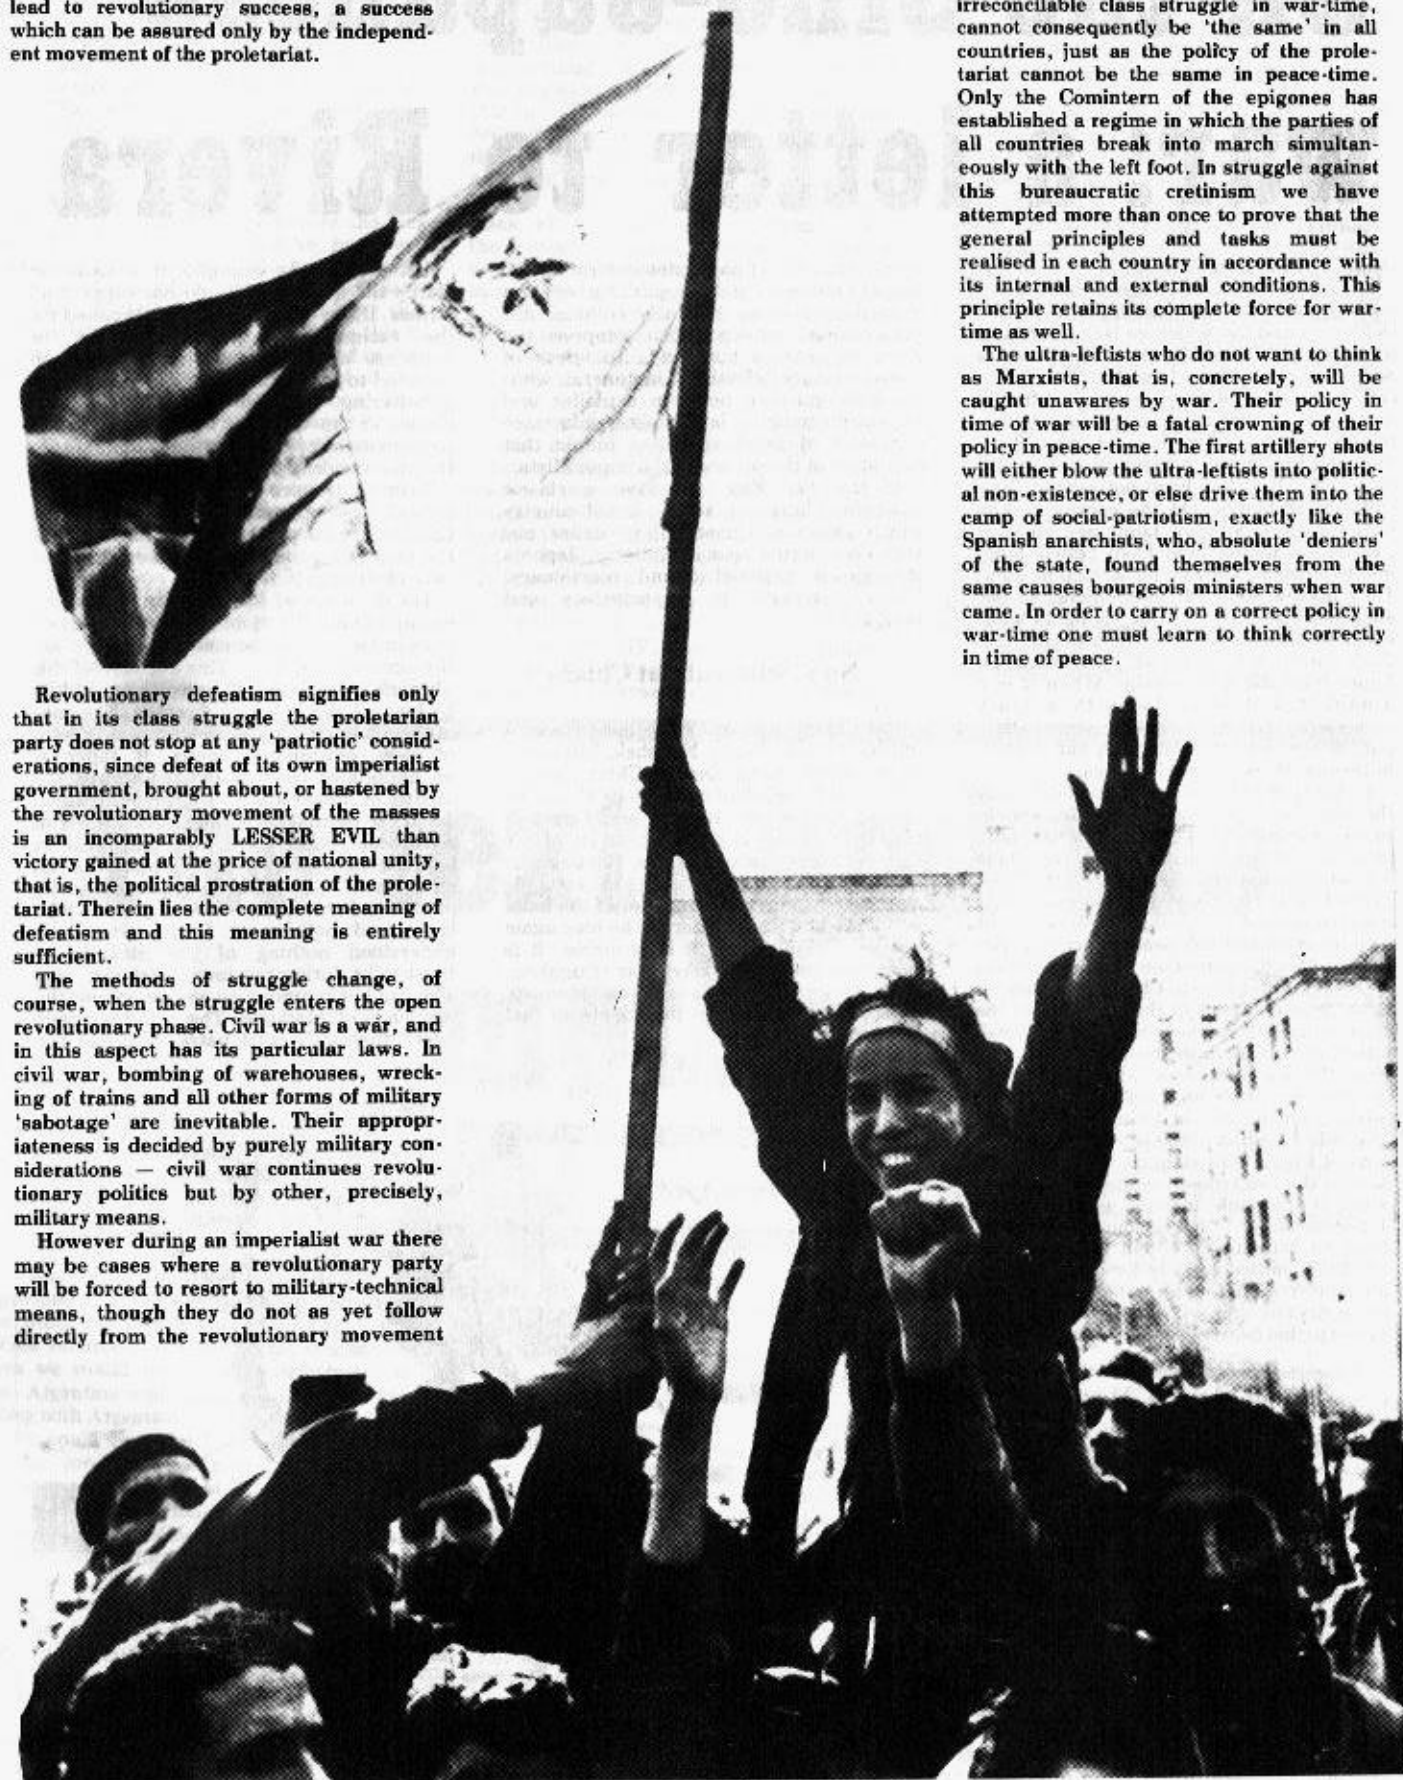 lead to revolutionary success, a success
which can be assured only by the independ-
ent movement of the proletariat.
Revolutionary defeatism signifies only
that in its class struggle the proletarian
party does not stop at any 'patriotic' consid-
erations, since defeat of its own imperialist
government, brought about, or hastened by
the revolutionary movement of the masses
is an incomparably LESSER EVIL than
victory gained at the price of national unity,
that is, the political prostration of the prole-
tariat. Therein lies the complete meaning of
defeatism and this meaning is entirely
sufficient.
The methods of struggle change, of
course, when the struggle enters the open
revolutionary phase. Civil war is a war, and
in this aspect has its particular laws. In
civil war, bombing of warehouses, wreck-
ing of trains and all other forms of military
'sabotage' are inevitable. Their appropr-
iateness is decided by purely military con-
siderations — civil war continues revolu-
tionary politics but by other, precisely,
military means.
However during an imperialist war there
may be cases where a revolutionary party
will be forced to resort to military-technical
means, though they do not as yet follow
directly from the revolutionary movement
irreconcilable class struggle in war-time,
cannot consequently be 'the same' in all
countries, just as the policy of the prole-
tariat cannot be the same in peace-time.
Only the Comintern of the epigones has
established a regime in which the parties of
all countries break into march simultan-
eously with the left foot. In struggle against
this bureaucratic cretinism we have
attempted more than once to prove that the
general principles and tasks must be
realised in each country in accordance with
its internal and external conditions. This
principle retains its complete force for war-
time as well.
The ultra-leftists who do not want to think
as Marxists, that is, concretely, will be
caught unawares by war. Their policy in
time of war will be a fatal crowning of their
policy in peace-time. The first artillery shots
will either blow the ultra-leftists into politic-
al non-existence, or else drive them into the
camp of social-patriotism, exactly like the
Spanish anarchists, who, absolute 'deniers'
of the state, found themselves from the
same causes bourgeois ministers when war
came. In order to carry on a correct policy in
war-time one must learn to think correctly
in time of peace.